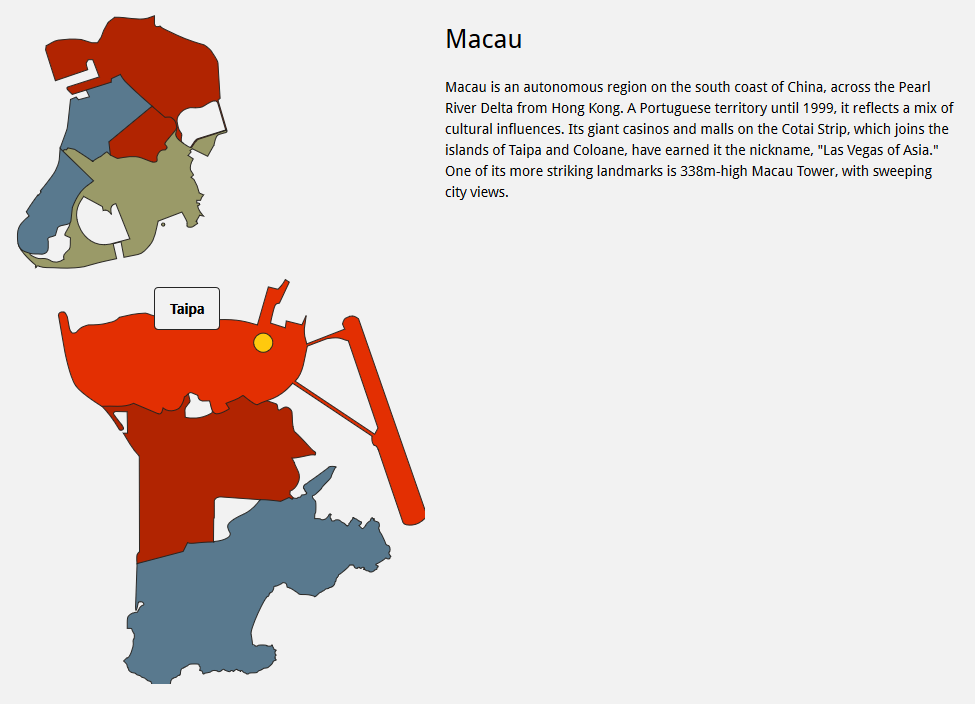 Macau
Macau is an autonomous region on the south coast of China, across the Pearl
River Delta from Hong Kong. A Portuguese territory until 1999, it reflects a mix of
cultural influences. Its giant casinos and malls on the Cotai Strip, which joins the
islands of Taipa and Coloane, have earned it the nickname, "Las Vegas of Asia."
One of its more striking landmarks is 338m-high Macau Tower, with sweeping
city views.
Taipa